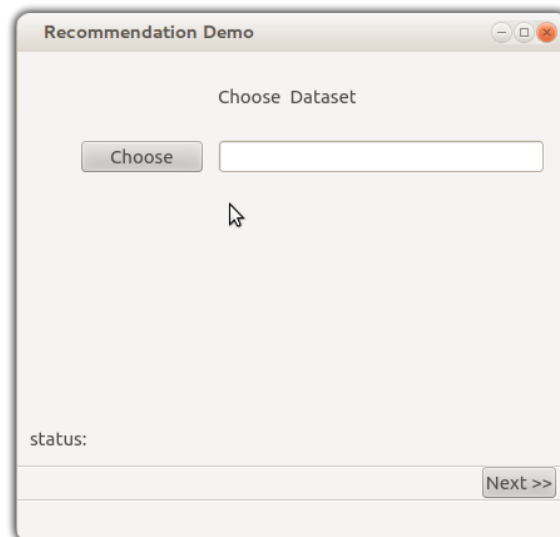 Recommendation Demo
Choose Dataset
Choose
status:
Next >>